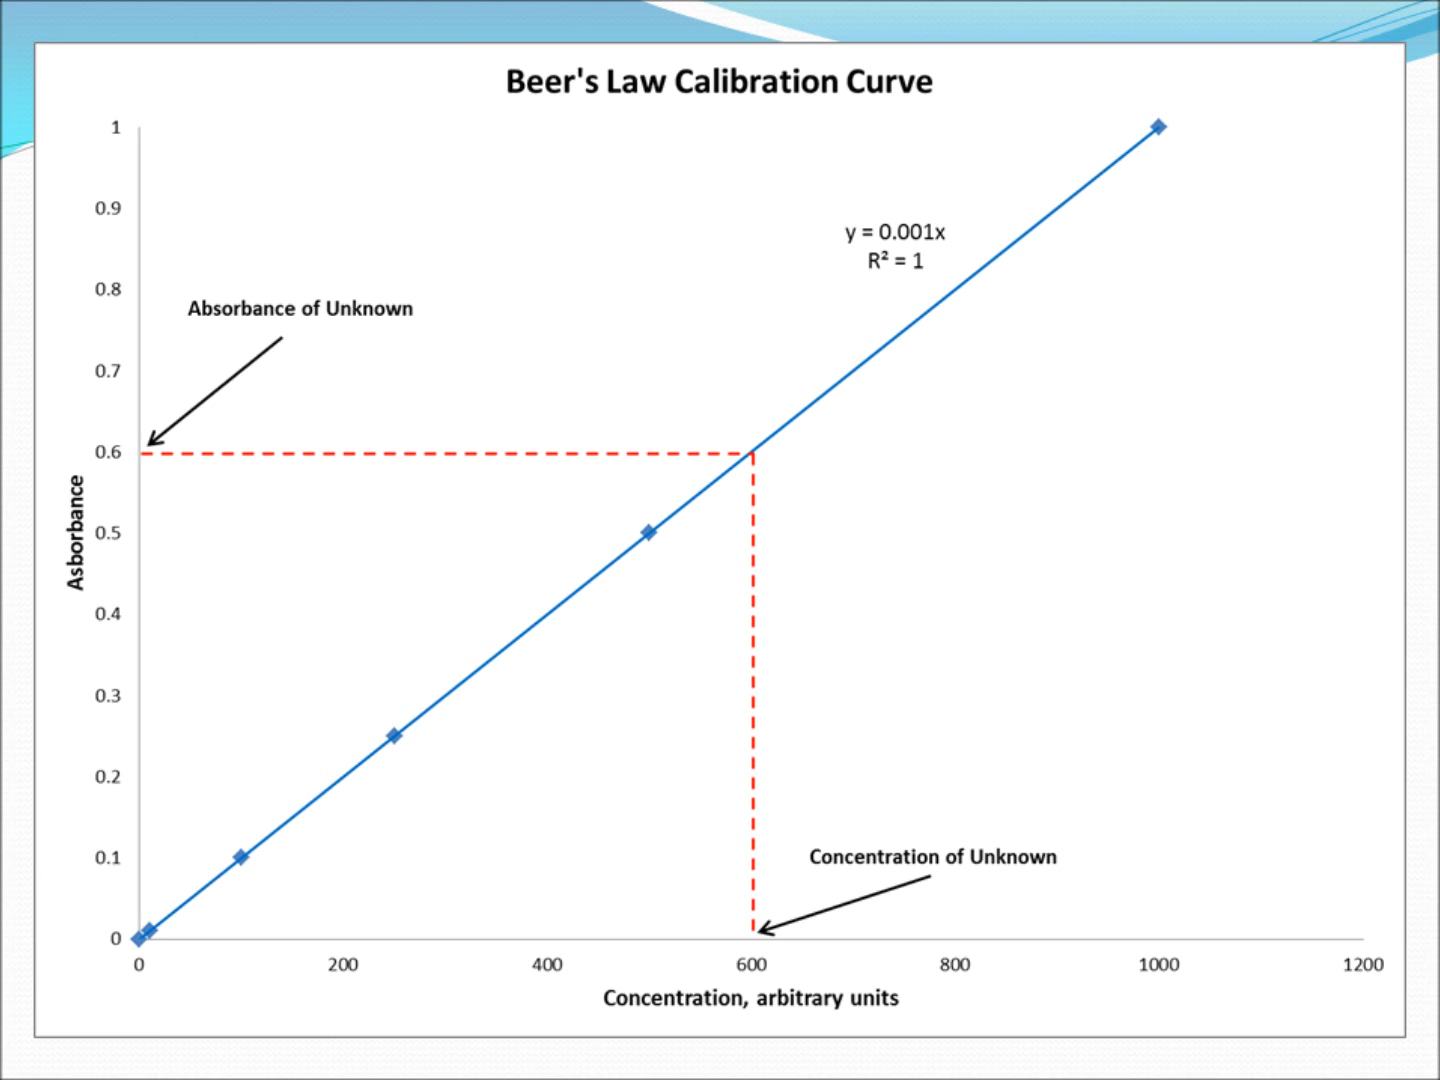 Beer's Law Calibration Curve
1
0.9
y = 0.001x
R² = 1
0.8
Absorbance of Unknown
0.7
0.6
Asborbance
0.5
0.4
0.3
0.2
0.1
Concentration of Unknown
0
0 200 400 600 800 1000 1200
Concentration, arbitrary units